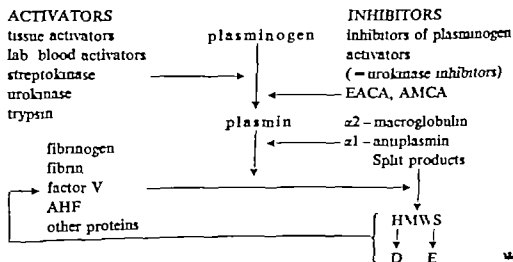 ACTIVATORS
tissue activators
lab blood activators
streptokinase
urokinase
trypsin
plasminogen
INHIBITORS
inhibitors of plasminogen
activators
(=urokinase inhibitors)
EACA, AMCA
plasmin
α2-macroglobulin
α1-antiplasmin
Split products
fibrinogen
fibrin
factor V
AHF
other proteins
HMWS
D E